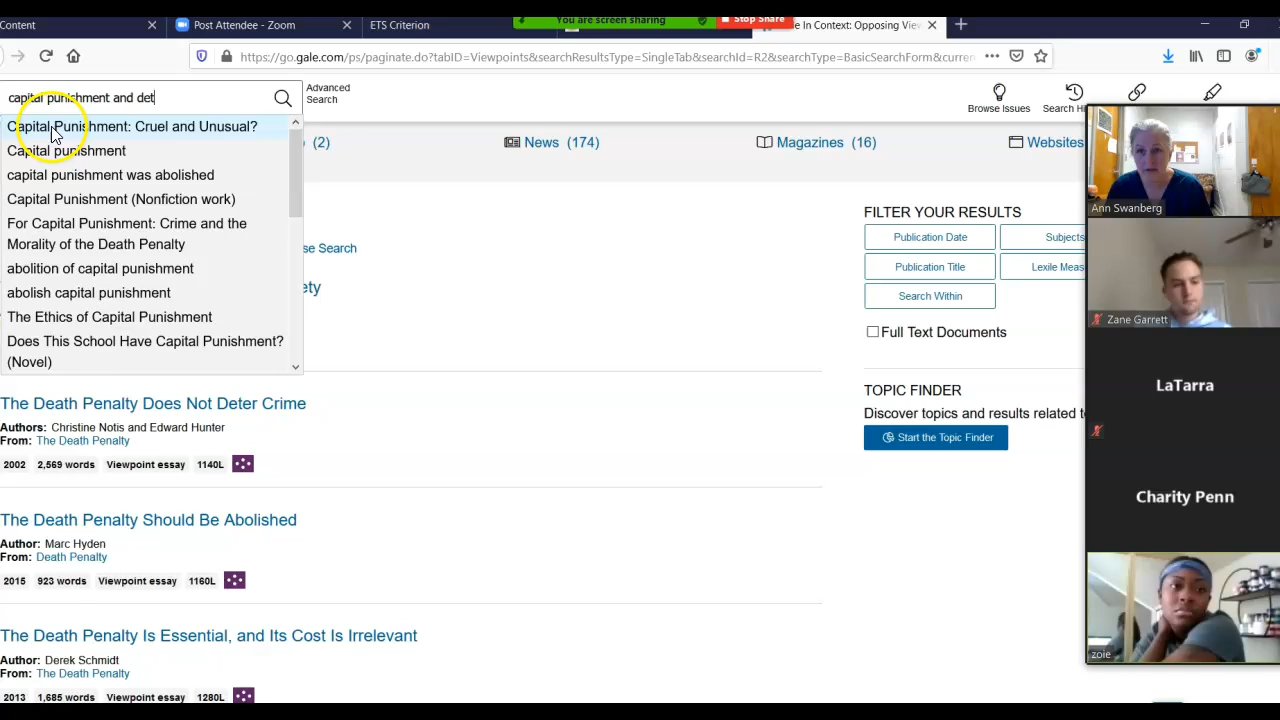 Content
Post Attendee - Zoom
ETS Criterion
You are screen sharing
Stop Share
e In Context: Opposing View
https://go.gale.com/ps/paginate.do?tabID=Viewpoints&searchResultsType=SingleTab&searchId=R2&searchType=BasicSearchForm&curren
capital punishment and det
Advanced
Search
Browse Issues
Search Hi
Capital Punishment: Cruel and Unusual?
Capital punishment
capital punishment was abolished
Capital Punishment (Nonfiction work)
For Capital Punishment: Crime and the
Morality of the Death Penalty
abolition of capital punishment
abolish capital punishment
The Ethics of Capital Punishment
Does This School Have Capital Punishment?
(Novel)
(2)
News (174)
Magazines (16)
Websites
se Search
ety
FILTER YOUR RESULTS
Publication Date
Subjects
Publication Title
Lexile Meas
Search Within
Full Text Documents
TOPIC FINDER
Discover topics and results related t
Start the Topic Finder
The Death Penalty Does Not Deter Crime
Authors: Christine Notis and Edward Hunter
From: The Death Penalty
2002 2,569 words Viewpoint essay 1140L
The Death Penalty Should Be Abolished
Author: Marc Hyden
From: Death Penalty
2015 923 words Viewpoint essay 1160L
The Death Penalty Is Essential, and Its Cost Is Irrelevant
Author: Derek Schmidt
From: The Death Penalty
2013 1,685 words Viewpoint essay 1280L
Ann Swanberg
Zane Garrett
LaTarra
Charity Penn
zoie